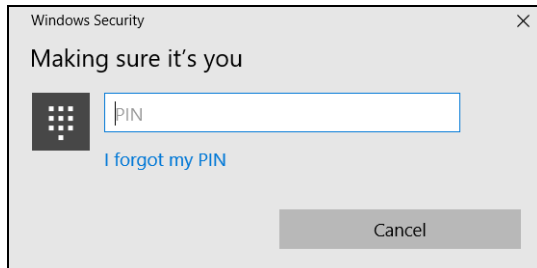 Windows Security
Making sure it's you
PIN
I forgot my PIN
Cancel